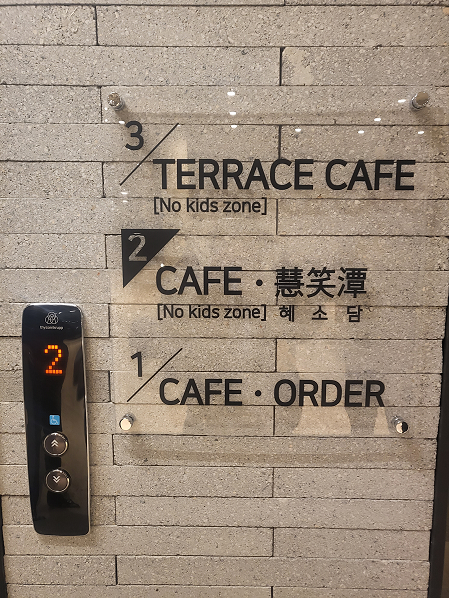 3
TERRACE CAFE
[No kids zone]
2
CAFE · 慧笑潭
[No kids zone] 혜 소 담
1
CAFE · ORDER
thyssenkrupp
2